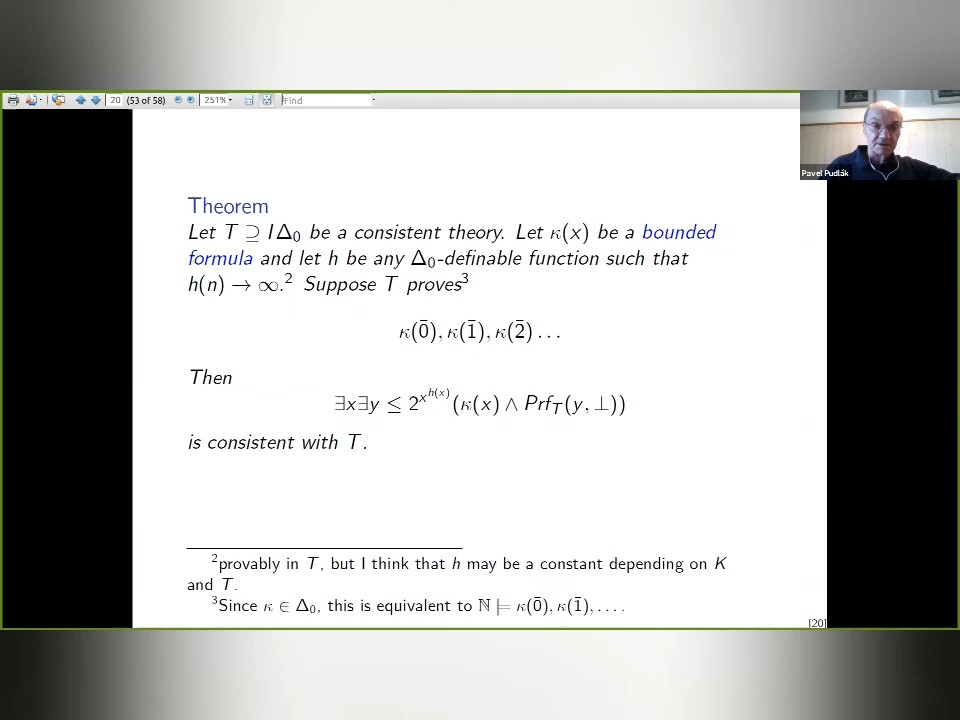 20 (53 of 58) 251% Find
Pavel Pudlák
Theorem
Let T ⊇ IΔ₀ be a consistent theory. Let κ(x) be a bounded
formula and let h be any Δ₀-definable function such that
h(n) → ∞.² Suppose T proves³
κ(0̄), κ(1̄), κ(2̄) . . .
Then
∃x∃y ≤ 2^{x^{h(x)}} (κ(x) ∧ Prf_T(y, ⊥))
is consistent with T.
²provably in T, but I think that h may be a constant depending on K
and T.
³Since κ ∈ Δ₀, this is equivalent to ℕ ⊨ κ(0̄), κ(1̄), . . . .
[20]